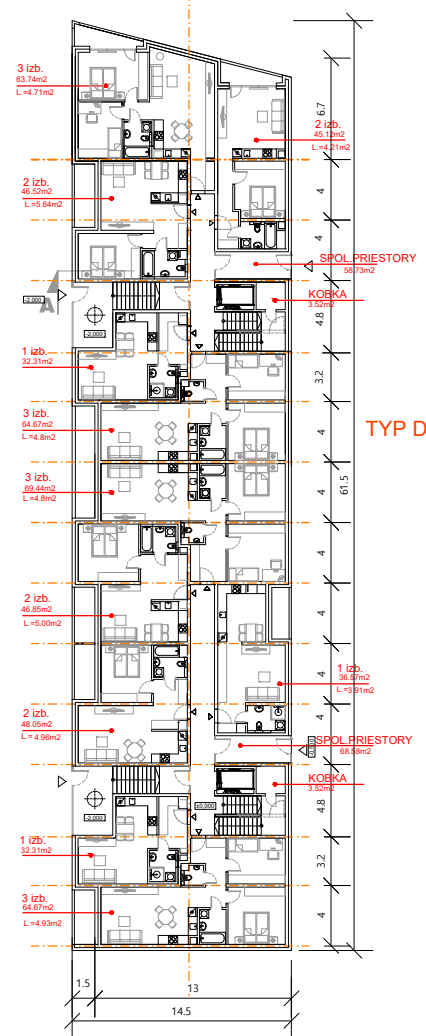 3 izb.
63.74m2
L.=4.71m2
2 izb.
45.12m2
L.=4.21m2
6.7
2 izb.
46.52m2
L.=5.64m2
4
4
SPOL.PRIESTORY
58.73m2
-2,000
A
KOBKA
3.52m2
-2,000
4.8
1 izb.
32.31m2
3.2
3 izb.
64.67m2
L.=4.8m2
4
TYP D
3 izb.
69.44m2
L.=4.8m2
4
61.5
4
2 izb.
46.85m2
L.=5.00m2
4
1 izb.
36.57m2
L.=3.91m2
4
2 izb.
48.05m2
L.= 4.96m2
4
SPOL.PRIESTORY
68.58m2
KOBKA
3.52m2
-2,000
±0,000
4.8
1 izb.
32.31m2
3.2
3 izb.
64.67m2
L.=4.93m2
4
1.5
13
14.5